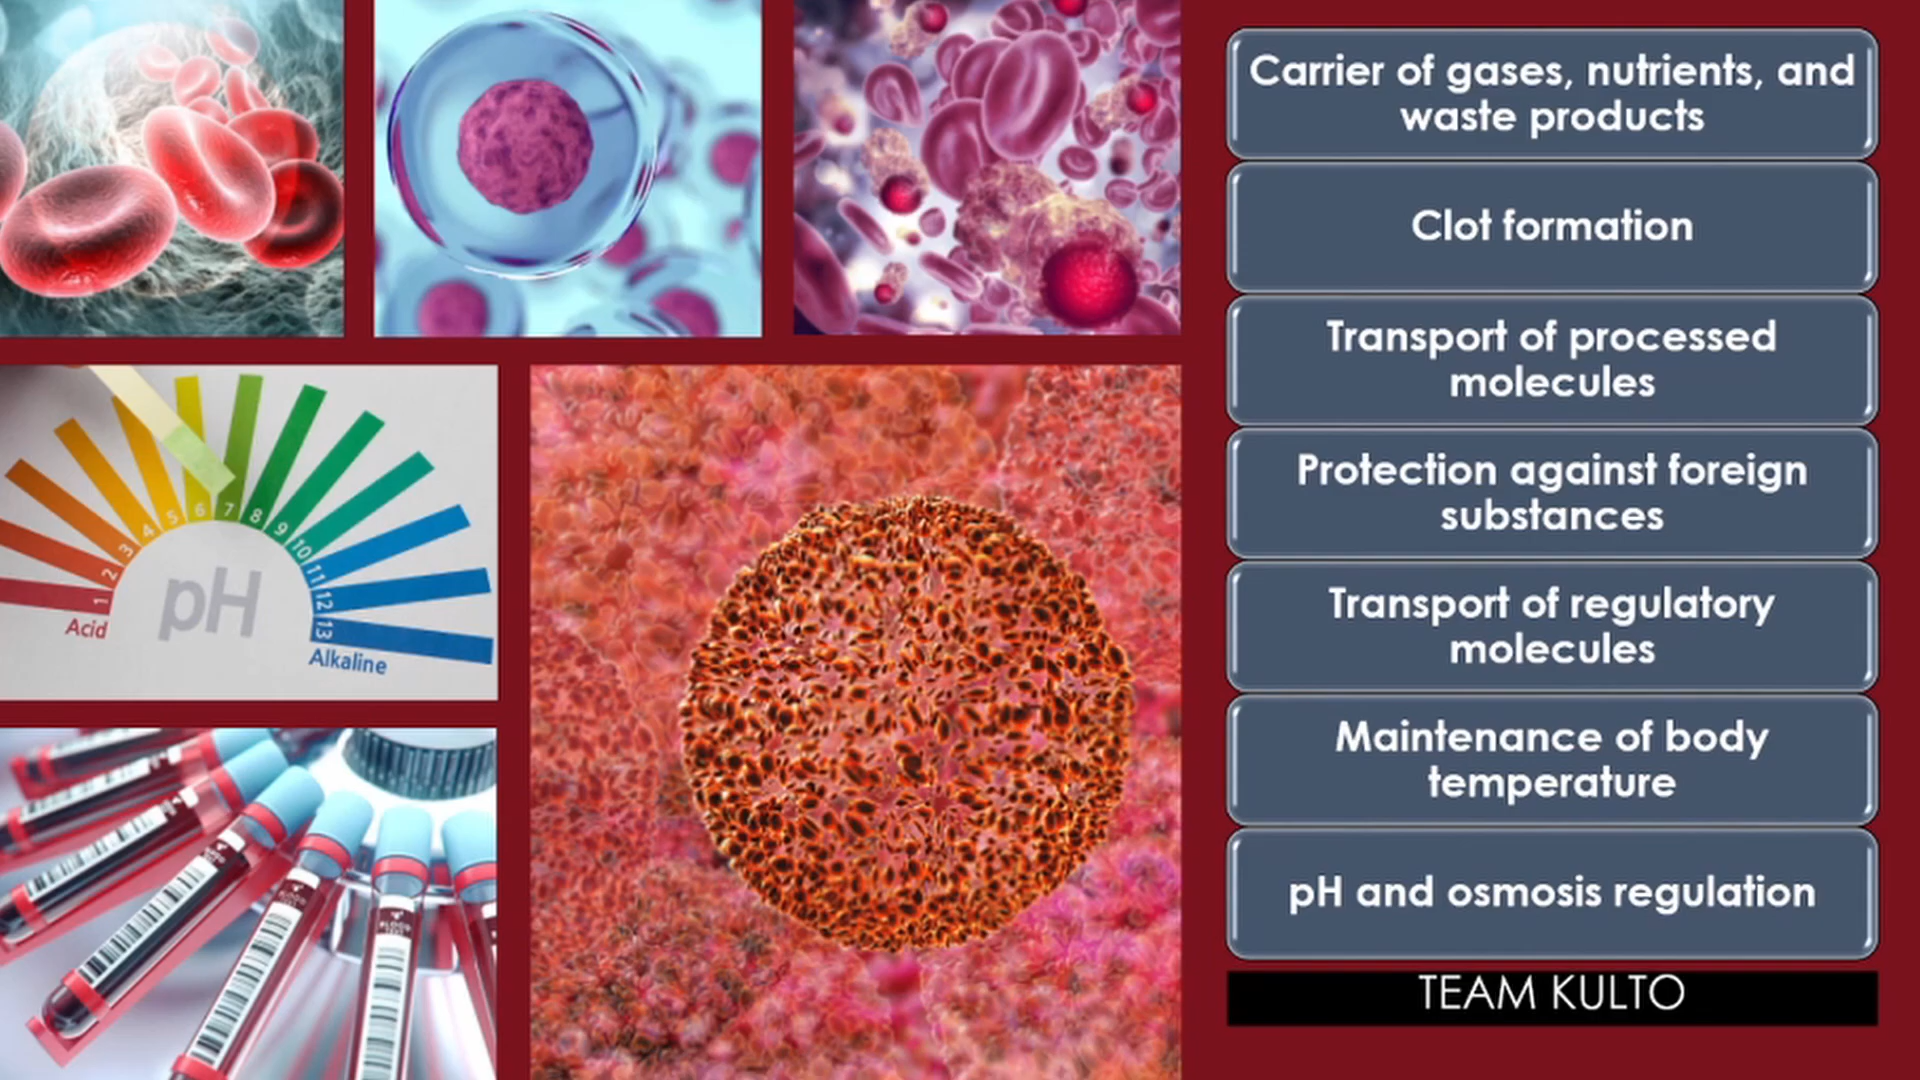 Carrier of gases, nutrients, and
waste products
Clot formation
Transport of processed
molecules
Protection against foreign
substances
Transport of regulatory
molecules
Maintenance of body
temperature
pH and osmosis regulation
TEAM KULTO
1
2
3
4
5
6
7
8
9
10
11
12
13
pH
Acid
Alkaline